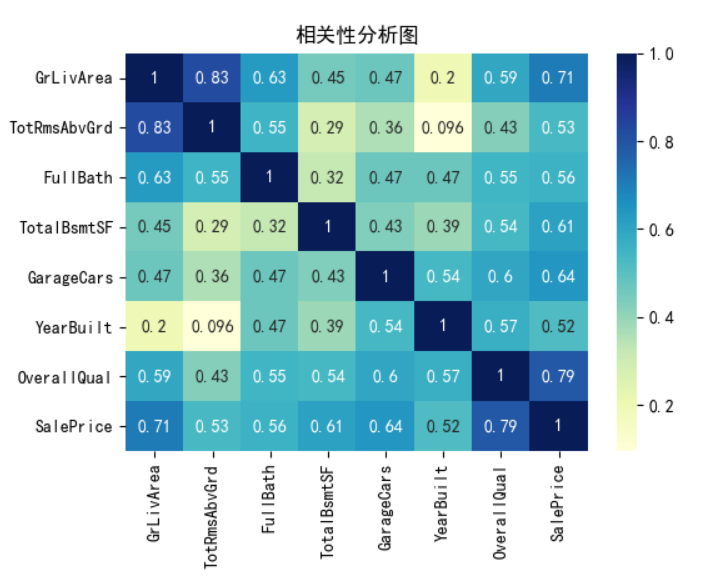 相关性分析图
GrLivArea 1 0.83 0.63 0.45 0.47 0.2 0.59 0.71
TotRmsAbvGrd 0.83 1 0.55 0.29 0.36 0.096 0.43 0.53
FullBath 0.63 0.55 1 0.32 0.47 0.47 0.55 0.56
TotalBsmtSF 0.45 0.29 0.32 1 0.43 0.39 0.54 0.61
GarageCars 0.47 0.36 0.47 0.43 1 0.54 0.6 0.64
YearBuilt 0.2 0.096 0.47 0.39 0.54 1 0.57 0.52
OverallQual 0.59 0.43 0.55 0.54 0.6 0.57 1 0.79
SalePrice 0.71 0.53 0.56 0.61 0.64 0.52 0.79 1
GrLivArea
TotRmsAbvGrd
FullBath
TotalBsmtSF
GarageCars
YearBuilt
OverallQual
SalePrice
1.0
0.8
0.6
0.4
0.2